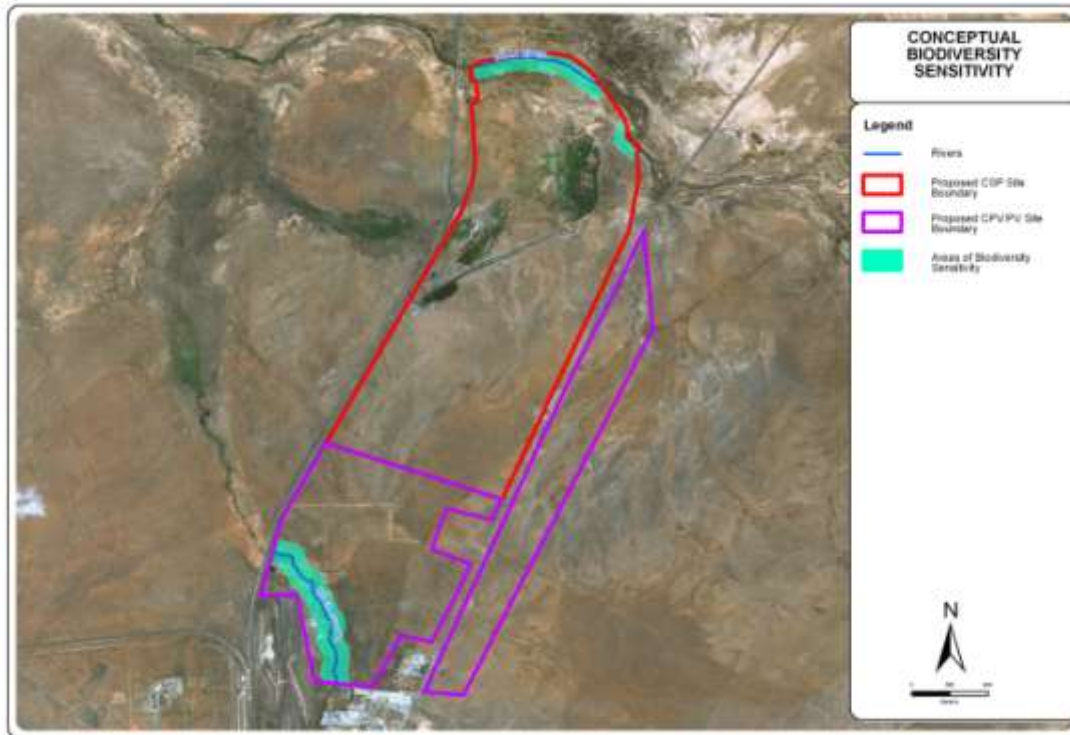 CONCEPTUAL
BIODIVERSITY
SENSITIVITY
Legend
Rivers
Proposed CSP Site
Boundary
Proposed CPV/PV Site
Boundary
Areas of Biodiversity
Sensitivity
N